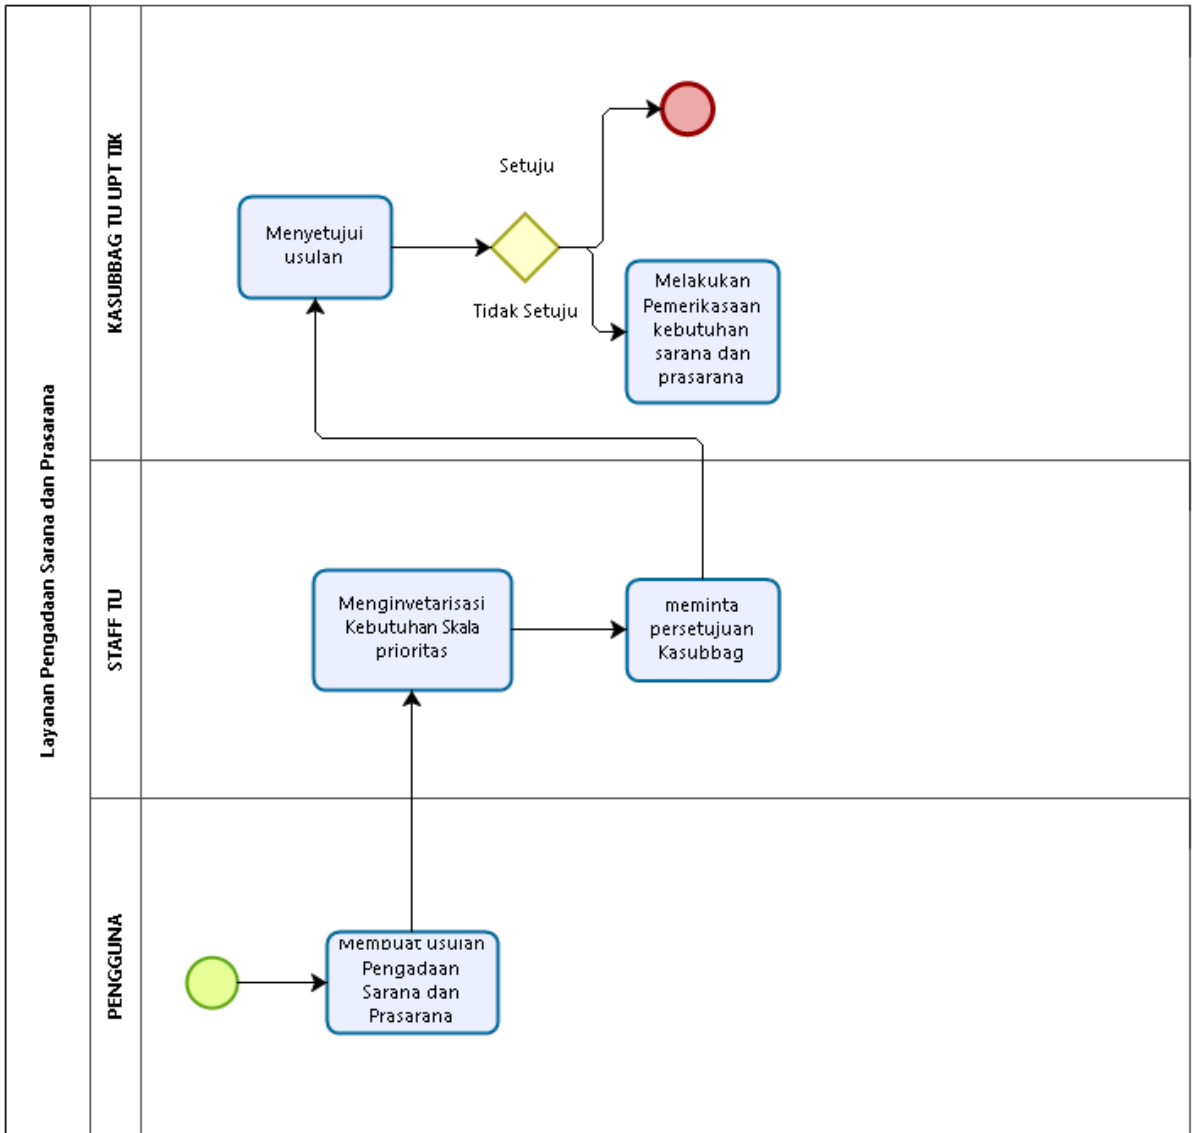 Layanan Pengadaan Sarana dan Prasarana
KASUBBAG TU UPT TIK
Menyetujui
usulan
Setuju
Tidak Setuju
Melakukan
Pemerikasaan
kebutuhan
sarana dan
prasarana
STAFF TU
Menginvetarisasi
Kebutuhan Skala
prioritas
meminta
persetujuan
Kasubbag
PENGGUNA
Membuat usulan
Pengadaan
Sarana dan
Prasarana